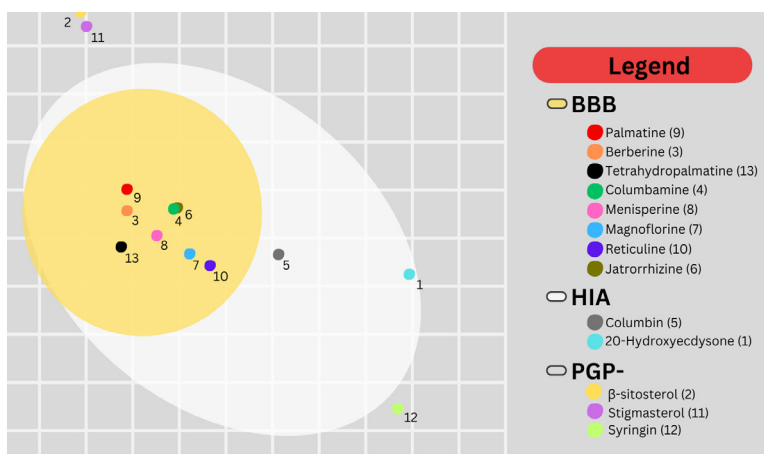 2
11
9
3
4
6
8
13
7
10
5
1
12
Legend
BBB
Palmatine (9)
Berberine (3)
Tetrahydropalmatine (13)
Columbamine (4)
Menisperine (8)
Magnoflorine (7)
Reticuline (10)
Jatrorrhizine (6)
HIA
Columbin (5)
20-Hydroxyecdysone (1)
PGP-
β-sitosterol (2)
Stigmasterol (11)
Syringin (12)